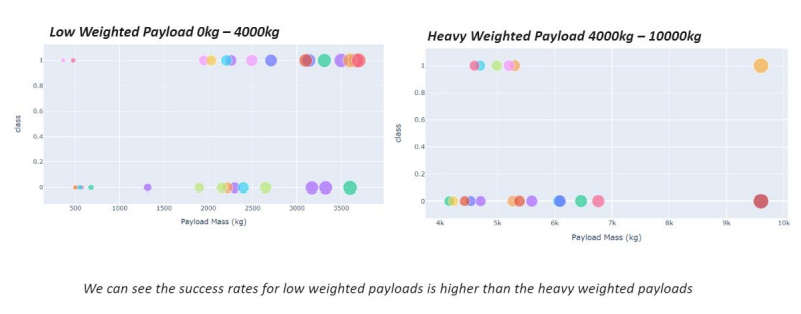 Low Weighted Payload 0kg – 4000kg
Heavy Weighted Payload 4000kg – 10000kg
class
1
0.8
0.6
0.4
0.2
0
500
1000
1500
2000
2500
3000
3500
Payload Mass (kg)
class
1
0.8
0.6
0.4
0.2
0
4k
5k
6k
7k
8k
9k
10k
Payload Mass (kg)
We can see the success rates for low weighted payloads is higher than the heavy weighted payloads